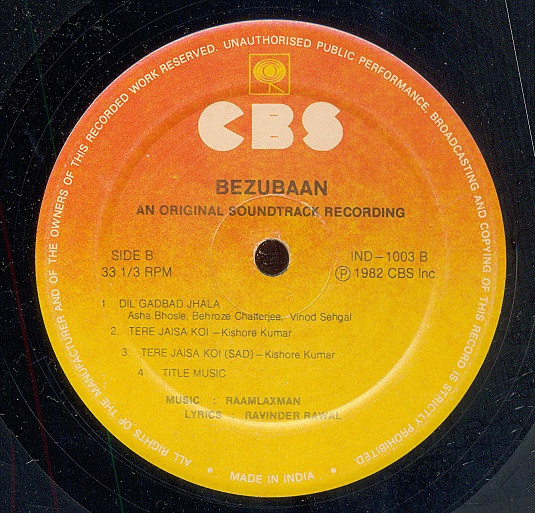 ALL RIGHTS OF THE MANUFACTURER AND OF THE OWNERS OF THIS RECORDED WORK RESERVED. UNAUTHORISED PUBLIC PERFORMANCE, BROADCASTING AND COPYING OF THIS RECORD IS STRICTLY PROHIBITED.
CBS
BEZUBAAN
AN ORIGINAL SOUNDTRACK RECORDING
SIDE B IND–1003 B
33 1/3 RPM Ⓟ 1982 CBS Inc.
1 DIL GADBAD JHALA
Asha Bhosle, Behroze Chatterjee, Vinod Sehgal
2. TERE JAISA KOI – Kishore Kumar
3. TERE JAISA KOI (SAD) – Kishore Kumar
4 TITLE MUSIC
MUSIC : RAAMLAXMAN
LYRICS : RAVINDER RAWAL
• MADE IN INDIA •